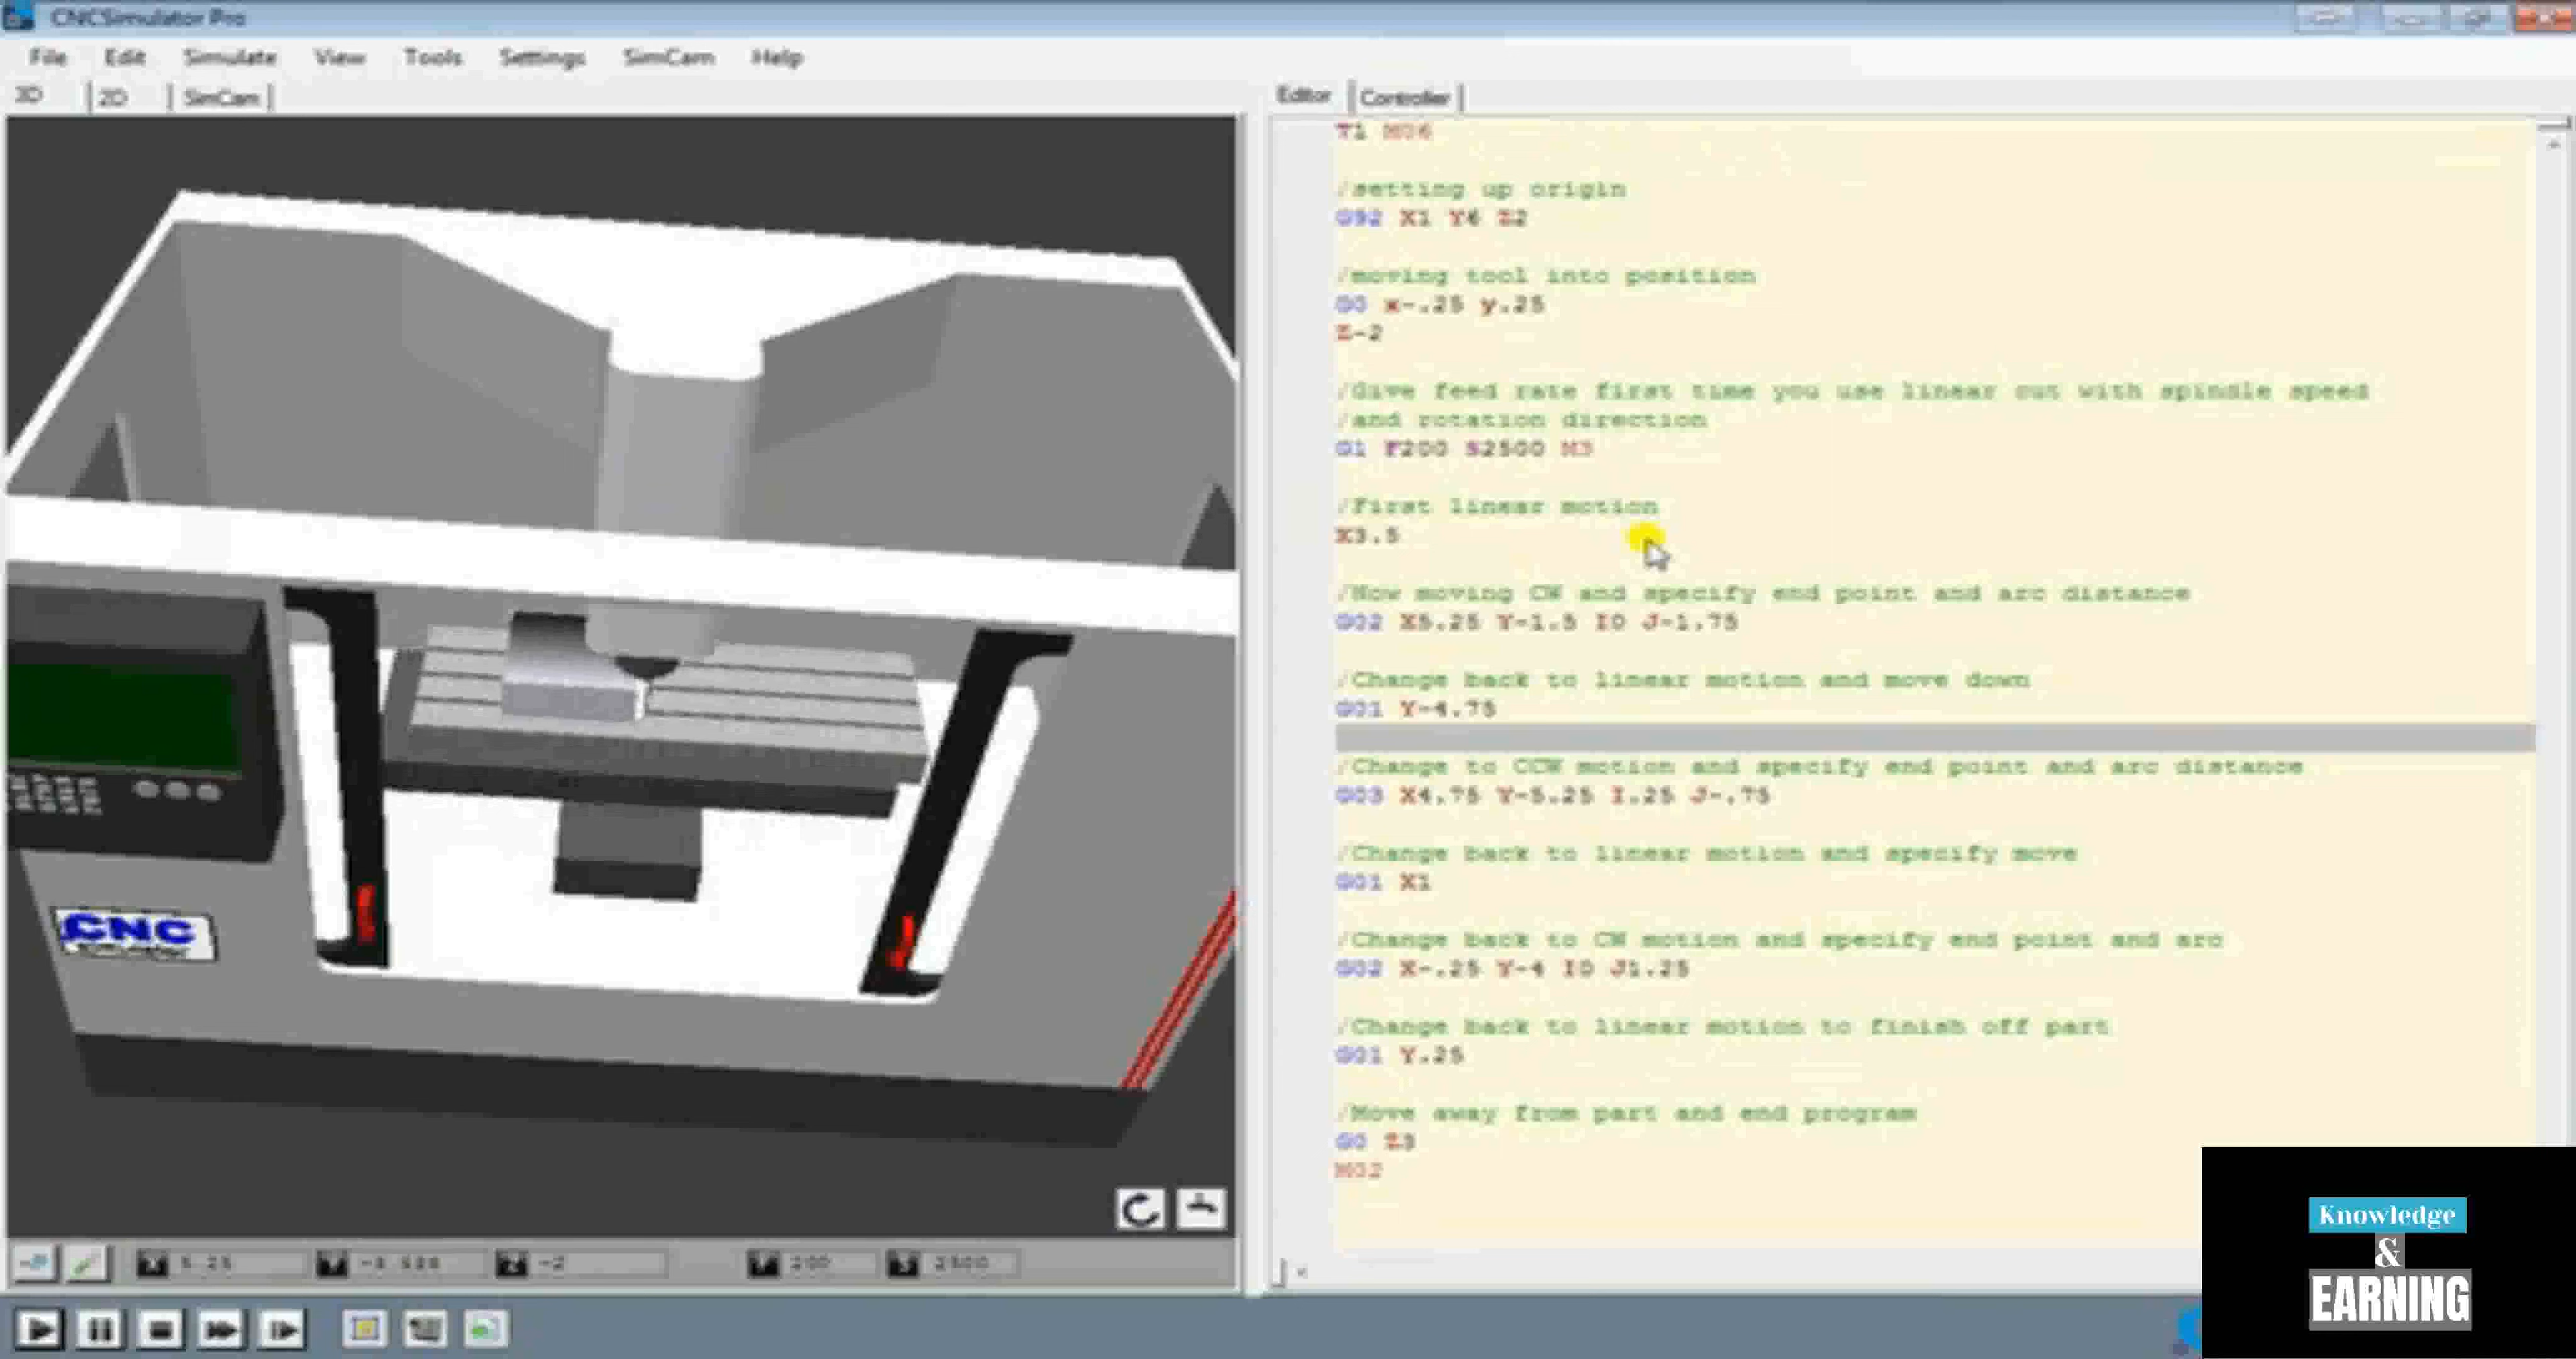 CNCSimulator Pro
File Edit Simulate View Tools Settings SimCam Help
3D 2D SimCam
Editor Controller
T1 M06
/setting up origin
G92 X1 Y6 Z2
/moving tool into position
G0 x-.25 y.25
Z-2
/Give feed rate first time you use linear cut with spindle speed
/and rotation direction
G1 F200 S2500 M3
/First linear motion
X3.5
/Now moving CW and specify end point and arc distance
G02 X5.25 Y-1.5 I0 J-1.75
/Change back to linear motion and move down
G01 Y-4.75
/Change to CCW motion and specify end point and arc distance
G03 X4.75 Y-5.25 I.25 J-.75
/Change back to linear motion and specify move
G01 X1
/Change back to CW motion and specify end point and arc
G02 X-.25 Y-4 I0 J1.25
/Change back to linear motion to finish off part
G01 Y.25
/Move away from part and end program
G0 Z3
M02
CNC
X 5.25 Y Z -2 F 200 S 2500
Knowledge
&
EARNING